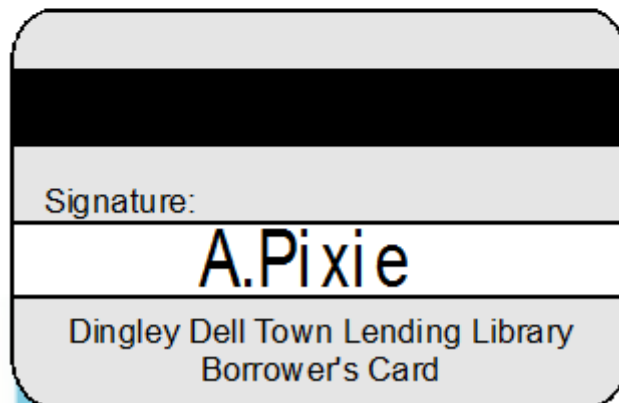 Signature:
A.Pixie
Dingley Dell Town Lending Library
Borrower's Card